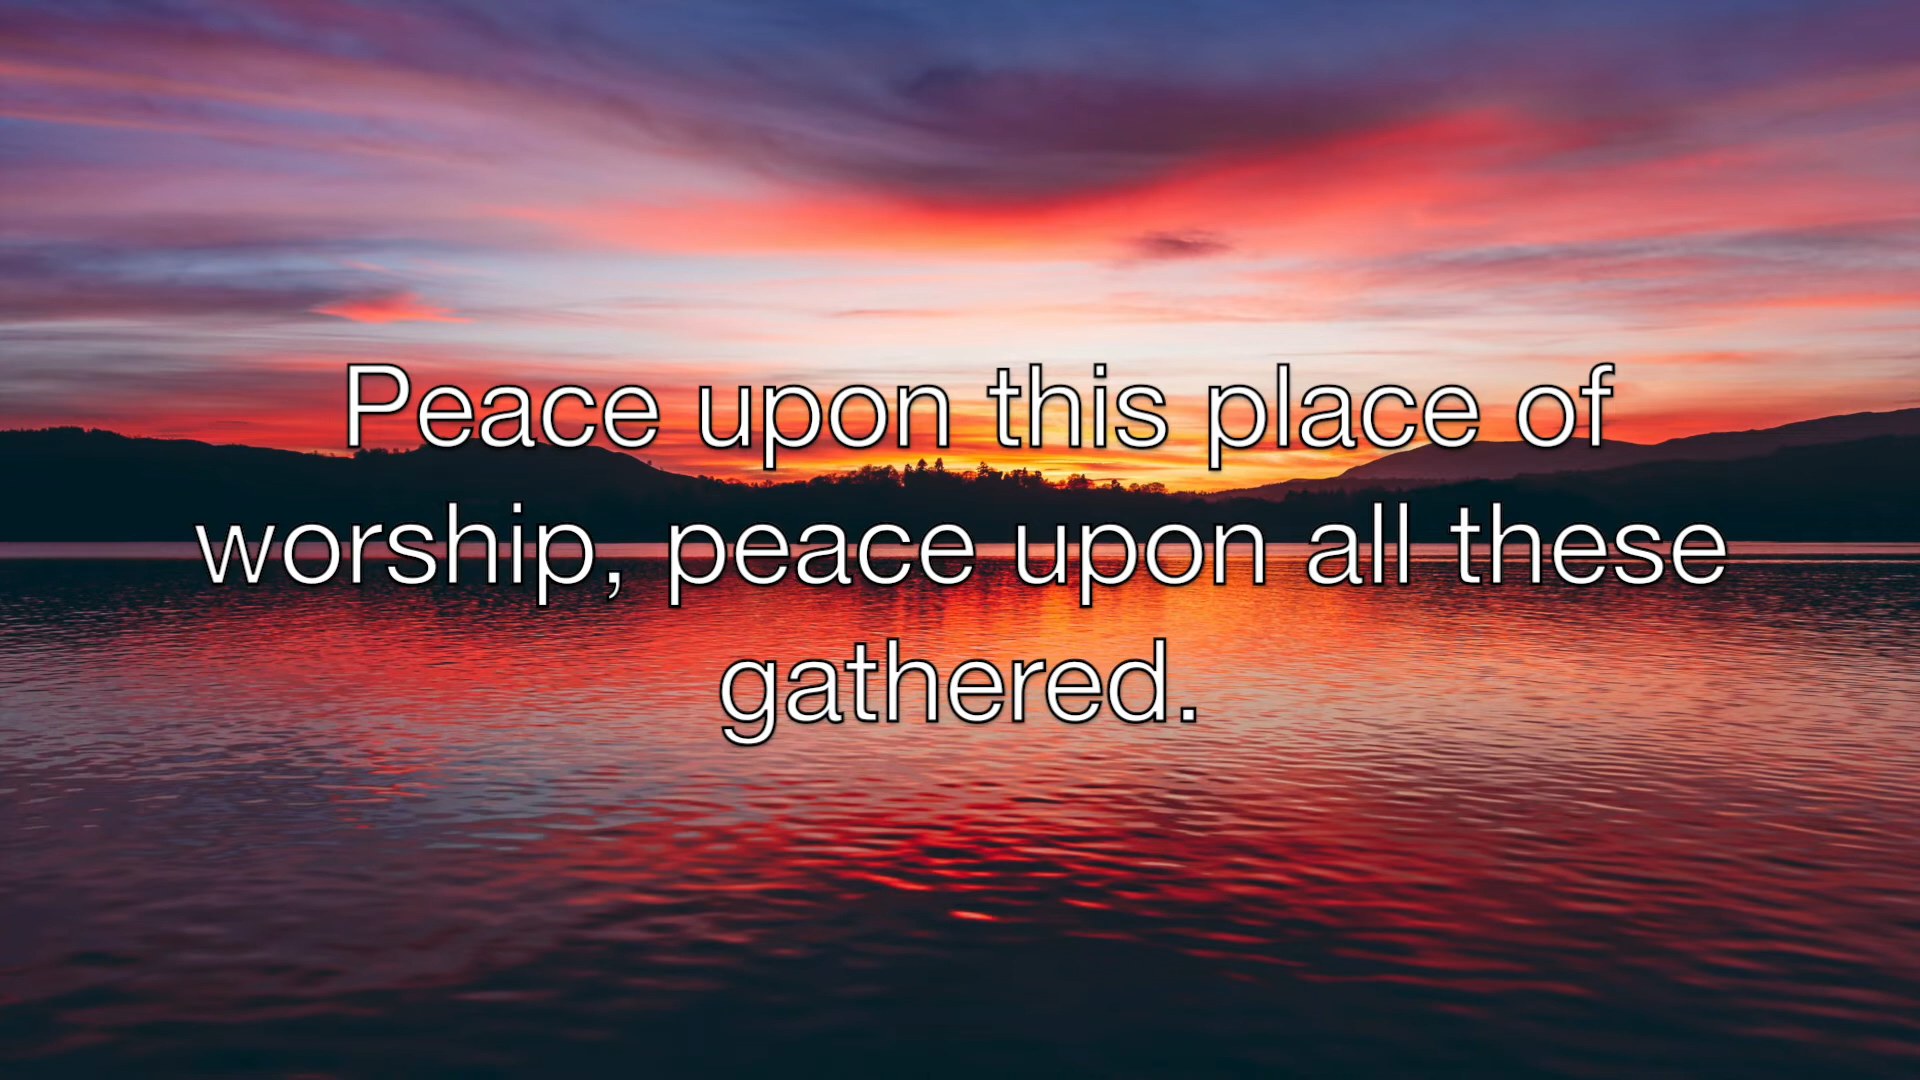 Peace upon this place of
worship, peace upon all these
gathered.